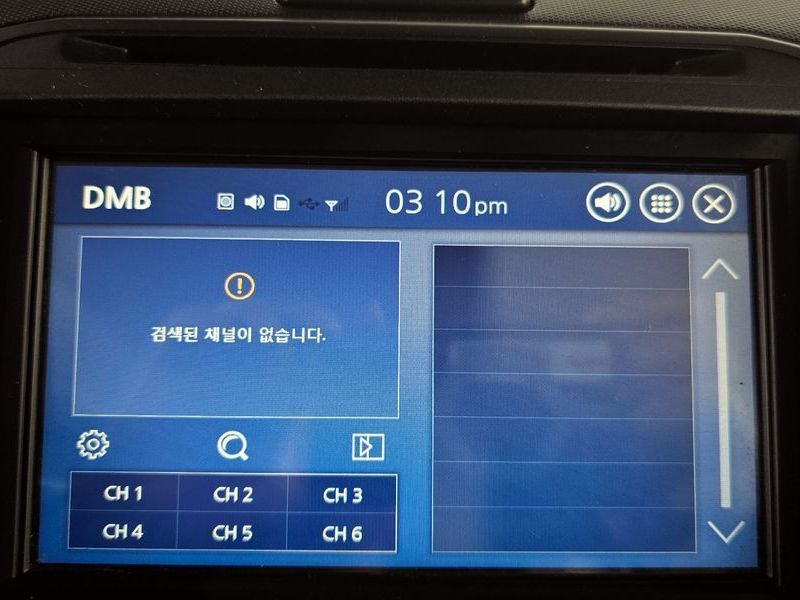 DMB
03 10pm
검색된 채널이 없습니다.
CH 1 CH 2 CH 3
CH 4 CH 5 CH 6